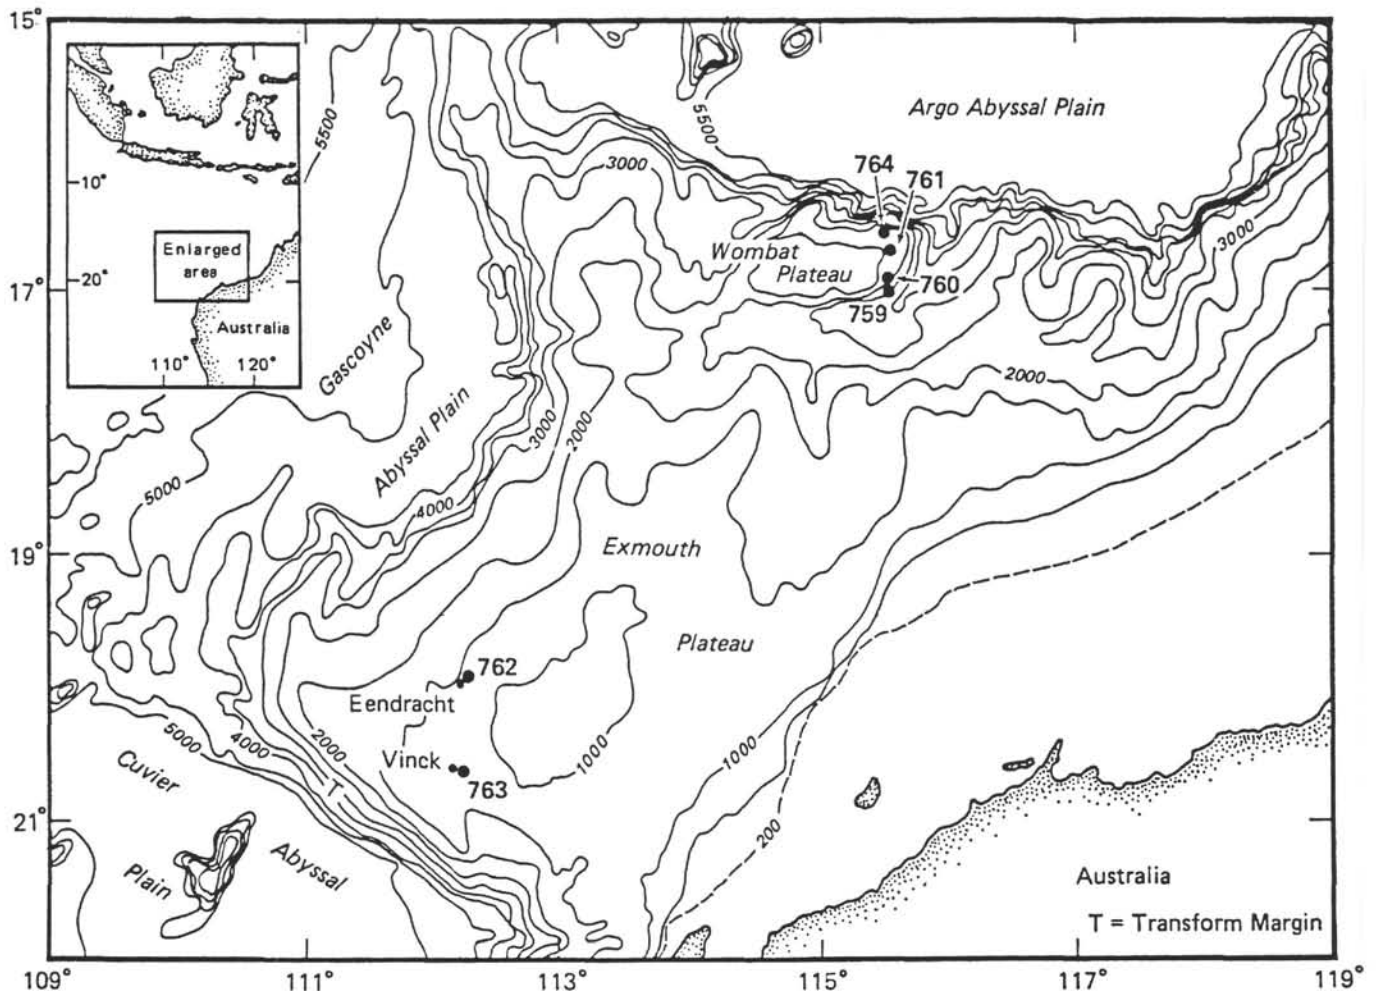 15°
5500
5500
Argo Abyssal Plain
764
761
3000
10°
Enlarged
area
20°
Australia
110° 120°
Wombat
Plateau
3000
17°
760
759
Gascoyne
Abyssal Plain
2000
3000
2000
5000
4000
19°
Exmouth
Plateau
762
Eendracht
Vinck
763
1000
1000
200
5000
4000
2000
T
Cuvier
Abyssal
Plain
21°
Australia
T = Transform Margin
109°
111°
113°
115°
117°
119°